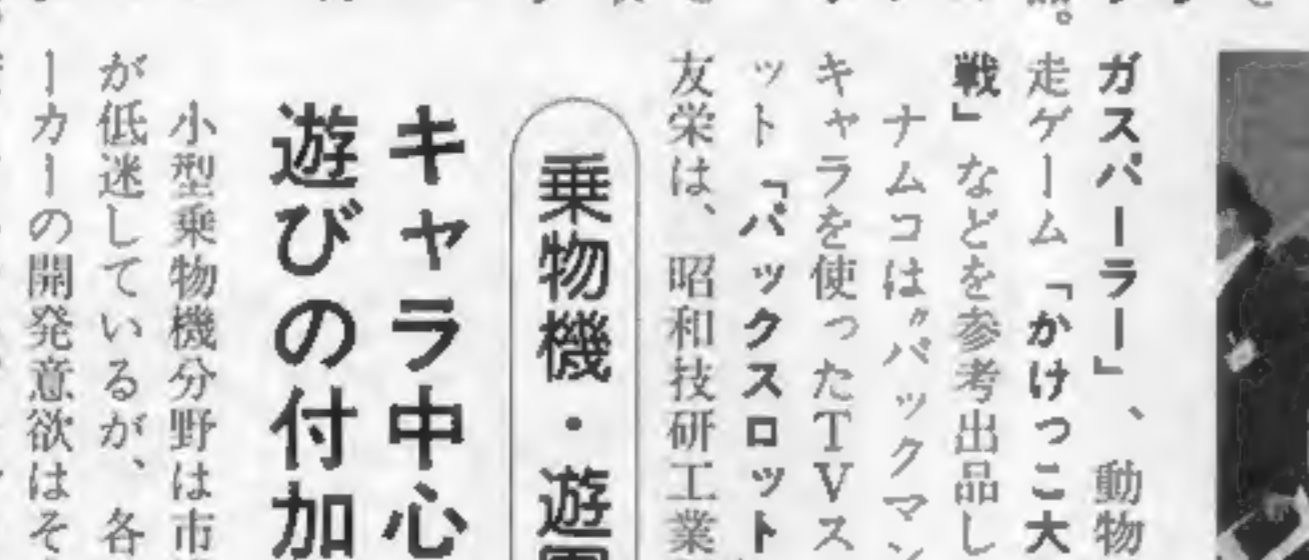 ガスパーラー」、動物
走ゲーム「かけっこ大
戦」などを参考出品し
ナムコは〝パックマン
キャラを使ったTVス
ット「パックスロット
友栄は、昭和技研工業
乗物機・遊園
キャラ中心
遊びの付加
小型乗物機分野は市
が低迷しているが、各
ーカーの開発意欲はそ